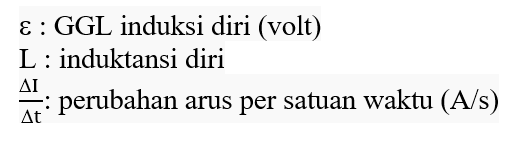 ε : GGL induksi diri (volt)
L : induktansi diri
ΔI/Δt: perubahan arus per satuan waktu (A/s)